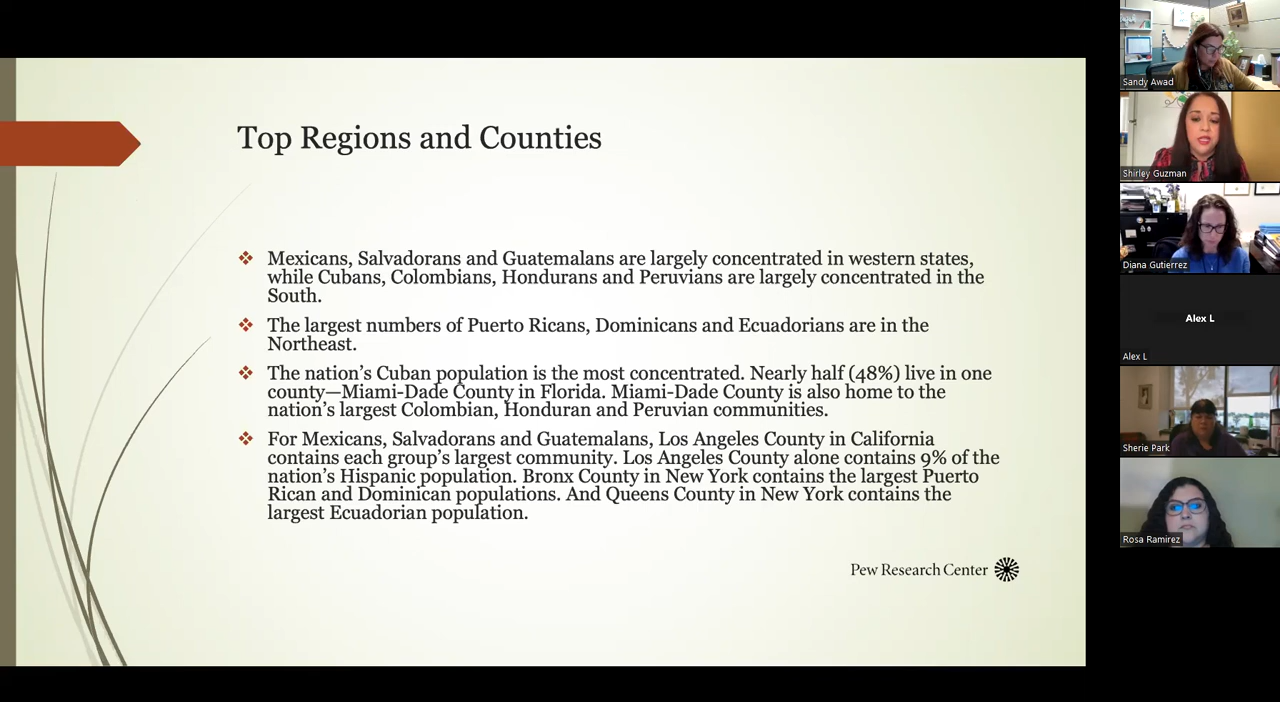 Top Regions and Counties
Mexicans, Salvadorans and Guatemalans are largely concentrated in western states,
while Cubans, Colombians, Hondurans and Peruvians are largely concentrated in the
South.
The largest numbers of Puerto Ricans, Dominicans and Ecuadorians are in the
Northeast.
The nation’s Cuban population is the most concentrated. Nearly half (48%) live in one
county—Miami-Dade County in Florida. Miami-Dade County is also home to the
nation’s largest Colombian, Honduran and Peruvian communities.
For Mexicans, Salvadorans and Guatemalans, Los Angeles County in California
contains each group’s largest community. Los Angeles County alone contains 9% of the
nation’s Hispanic population. Bronx County in New York contains the largest Puerto
Rican and Dominican populations. And Queens County in New York contains the
largest Ecuadorian population.
Pew Research Center
Sandy Awad
Shirley Guzman
Diana Gutierrez
Alex L
Alex L
Sherie Park
Rosa Ramirez